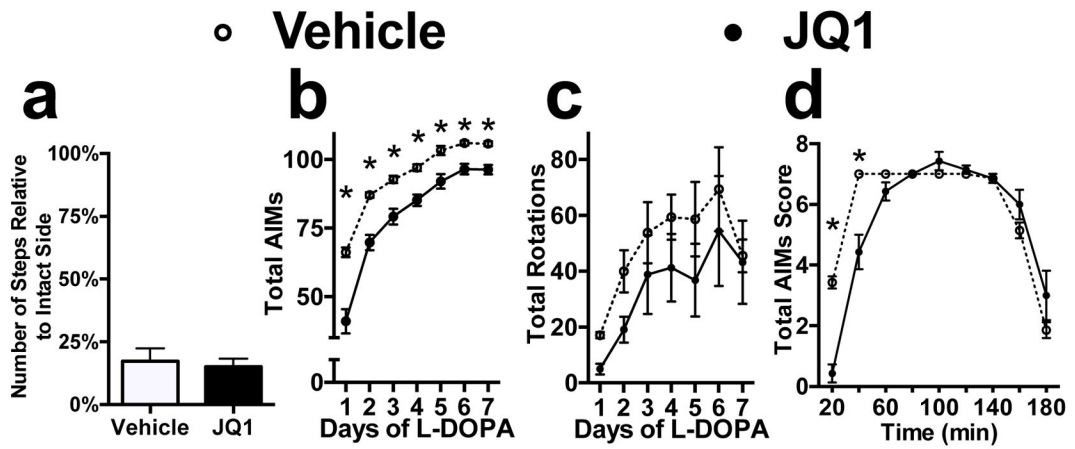 Vehicle JQ1
a
Number of Steps Relative
to Intact Side
100%
75%
50%
25%
0%
Vehicle JQ1
b
* * * * * * *
Total AIMs
100
75
50
0
1 2 3 4 5 6 7
Days of L-DOPA
c
Total Rotations
80
60
40
20
0
1 2 3 4 5 6 7
Days of L-DOPA
d
* *
Total AIMs Score
8
6
4
2
0
20 60 100 140 180
Time (min)